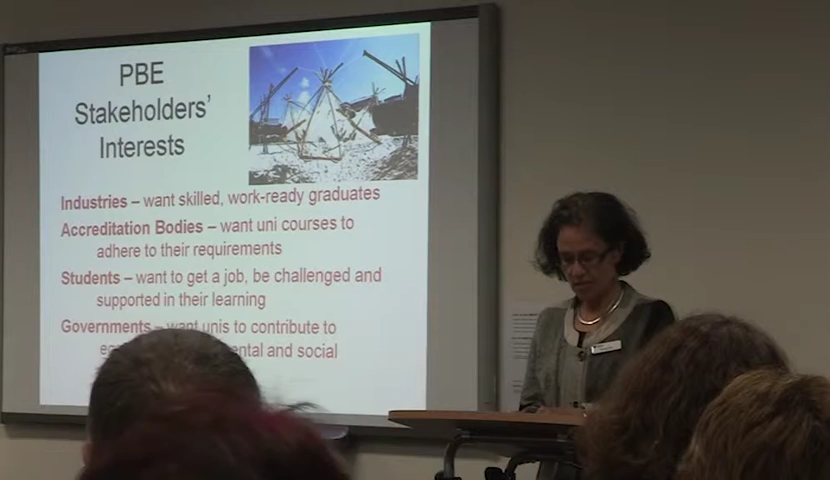 PBE
Stakeholders'
Interests
Industries – want skilled, work-ready graduates
Accreditation Bodies – want uni courses to
adhere to their requirements
Students – want to get a job, be challenged and
supported in their learning
Governments – want unis to contribute to
and social